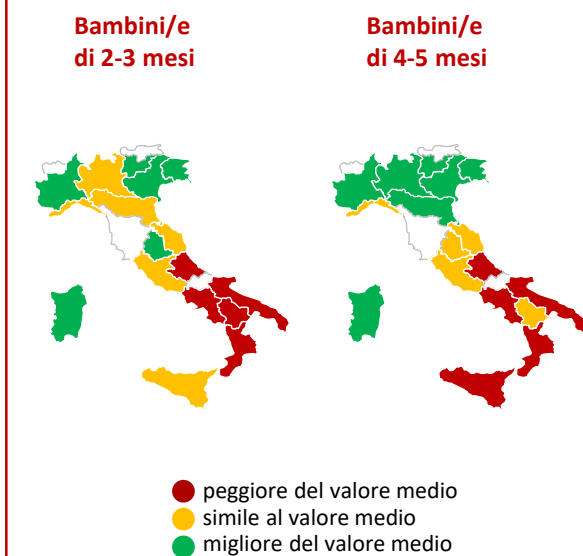 Bambini/e
di 2-3 mesi
Bambini/e
di 4-5 mesi
peggiore del valore medio
simile al valore medio
migliore del valore medio